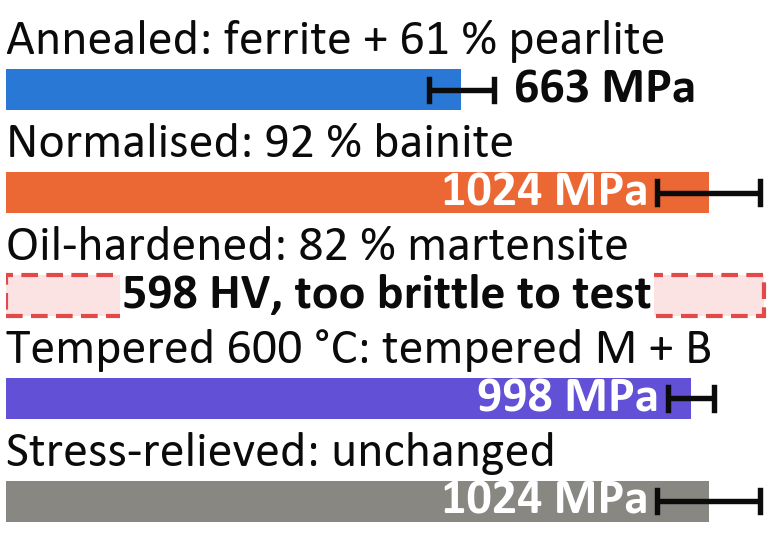 Annealed: ferrite + 61 % pearlite
663 MPa
Normalised: 92 % bainite
1024 MPa
Oil-hardened: 82 % martensite
598 HV, too brittle to test
Tempered 600 °C: tempered M + B
998 MPa
Stress-relieved: unchanged
1024 MPa